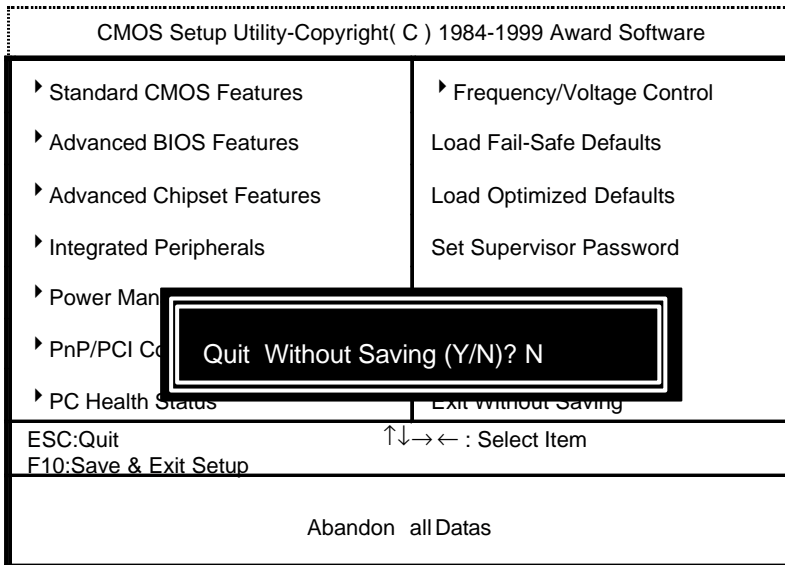 CMOS Setup Utility-Copyright( C ) 1984-1999 Award Software
Standard CMOS Features
Advanced BIOS Features
Advanced Chipset Features
Integrated Peripherals
Power Man
PnP/PCI
PC Health Status
Frequency/Voltage Control
Load Fail-Safe Defaults
Load Optimized Defaults
Set Supervisor Password
Exit Without Saving
Quit Without Saving (Y/N)? N
ESC:Quit
↑↓→← : Select Item
F10:Save & Exit Setup
Abandon all Datas